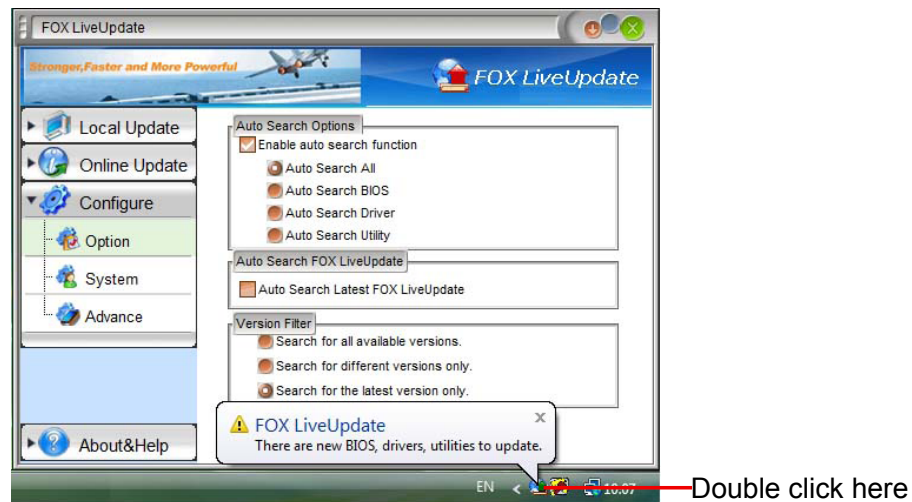 FOX LiveUpdate
Stronger,Faster and More Powerful
FOX LiveUpdate
Local Update
Online Update
Configure
Option
System
Advance
About&Help
Auto Search Options
Enable auto search function
Auto Search All
Auto Search BIOS
Auto Search Driver
Auto Search Utility
Auto Search FOX LiveUpdate
Auto Search Latest FOX LiveUpdate
Version Filter
Search for all available versions.
Search for different versions only.
Search for the latest version only.
FOX LiveUpdate
There are new BIOS, drivers, utilities to update.
EN
16:07
Double click here